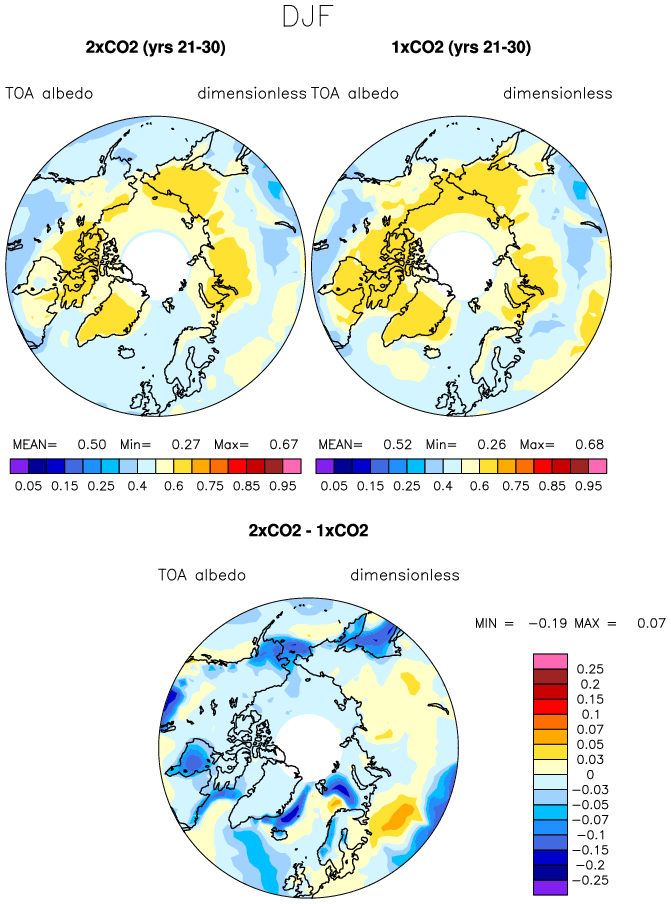 DJF
2xCO2 (yrs 21-30) 1xCO2 (yrs 21-30)
TOA albedo dimensionless TOA albedo dimensionless
MEAN= 0.50 Min= 0.27 Max= 0.67 MEAN= 0.52 Min= 0.26 Max= 0.68
0.05 0.15 0.25 0.4 0.6 0.75 0.85 0.95 0.05 0.15 0.25 0.4 0.6 0.75 0.85 0.95
2xCO2 - 1xCO2
TOA albedo dimensionless
MIN = -0.19 MAX = 0.07
0.25
0.2
0.15
0.1
0.07
0.05
0.03
0
-0.03
-0.05
-0.07
-0.1
-0.15
-0.2
-0.25